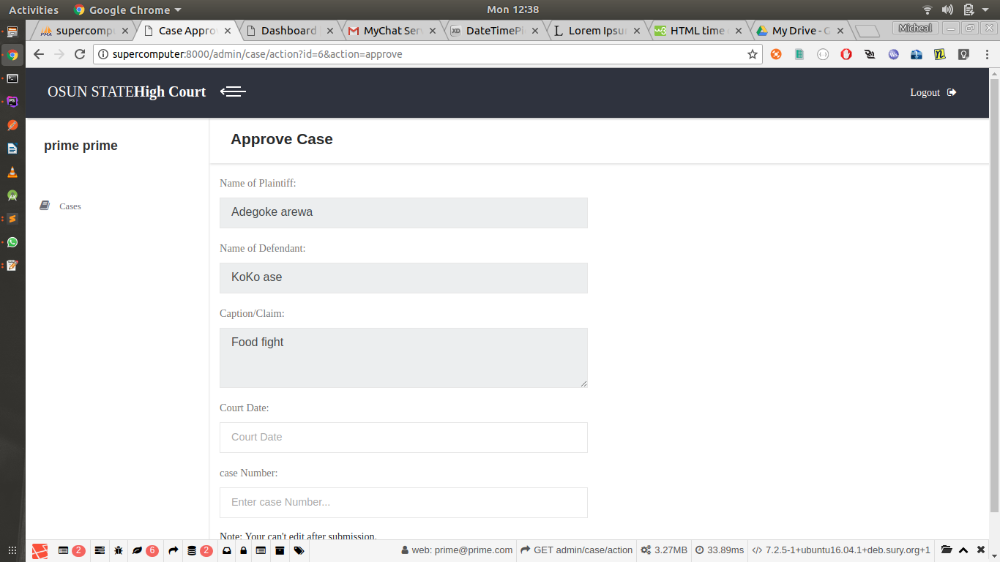 Activities Google Chrome Mon 12:38
PMA supercompu Case Appro Dashboard MyChat Ser XD DateTimePi Lorem Ipsu HTML time My Drive - G Micheal
supercomputer:8000/admin/case/action?id=6&action=approve
OSUN STATEHigh Court Logout
prime prime
Cases
Approve Case
Name of Plaintiff:
Adegoke arewa
Name of Defendant:
KoKo ase
Caption/Claim:
Food fight
Court Date:
Court Date
case Number:
Enter case Number...
Note: Your can't edit after submission.
2 6 2 web: prime@prime.com GET admin/case/action 3.27MB 33.89ms 7.2.5-1+ubuntu16.04.1+deb.sury.org+1